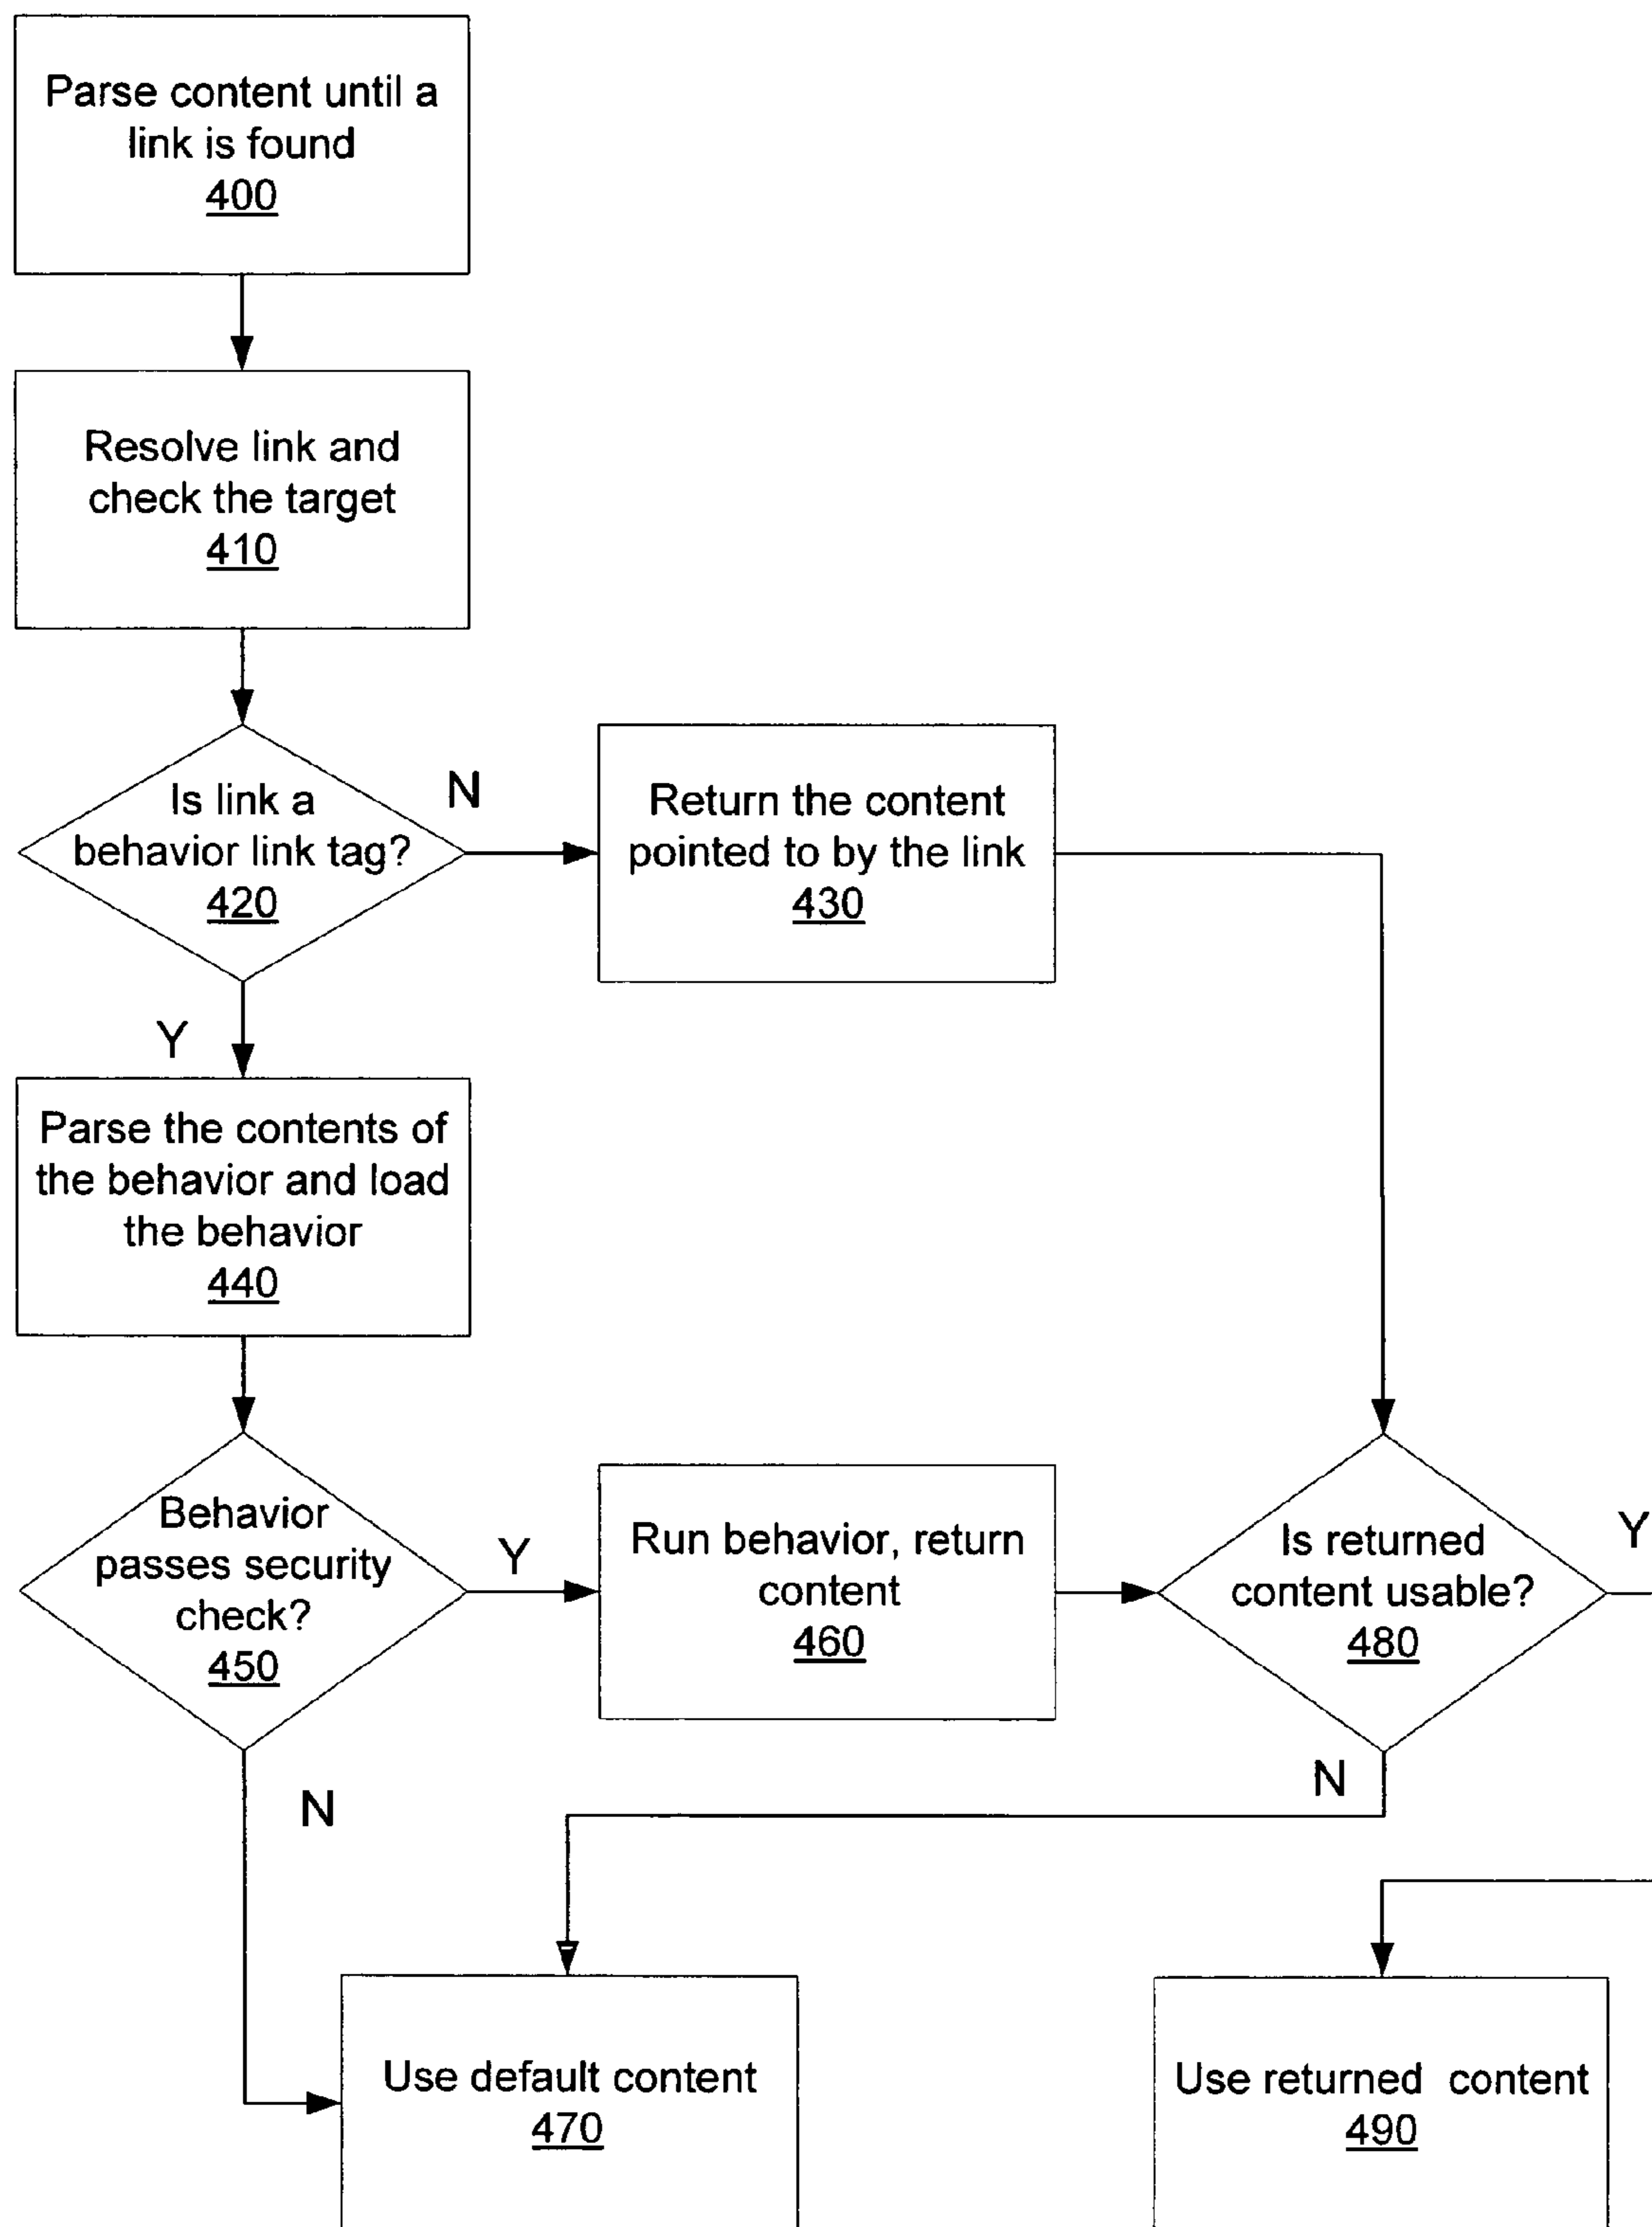 Parse content until a
link is found
400
Resolve link and
check the target
410
Is link a
behavior link tag?
420
N
Return the content
pointed to by the link
430
Y
Parse the contents of
the behavior and load
the behavior
440
Behavior
passes security
check?
450
Y
Run behavior, return
content
460
Is returned
content usable?
480
Y
N
N
Use default content
470
Use returned content
490